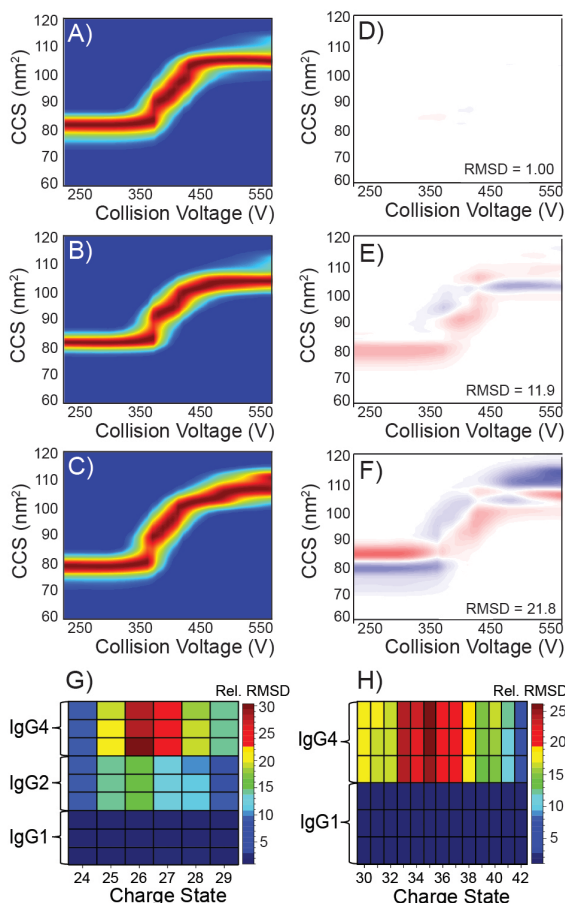 A)
CCS (nm²)
120
110
100
90
80
70
60
250 350 450 550
Collision Voltage (V)
D)
CCS (nm²)
120
110
100
90
80
70
60
RMSD = 1.00
250 350 450 550
Collision Voltage (V)
B)
CCS (nm²)
120
110
100
90
80
70
60
250 350 450 550
Collision Voltage (V)
E)
CCS (nm²)
120
110
100
90
80
70
60
RMSD = 11.9
250 350 450 550
Collision Voltage (V)
C)
CCS (nm²)
120
110
100
90
80
70
60
250 350 450 550
Collision Voltage (V)
F)
CCS (nm²)
120
110
100
90
80
70
60
RMSD = 21.8
250 350 450 550
Collision Voltage (V)
G)
Rel. RMSD
IgG4
IgG2
IgG1
30
25
20
15
10
5
24 25 26 27 28 29
Charge State
H)
Rel. RMSD
IgG4
IgG1
25
20
15
10
5
30 32 34 36 38 40 42
Charge State